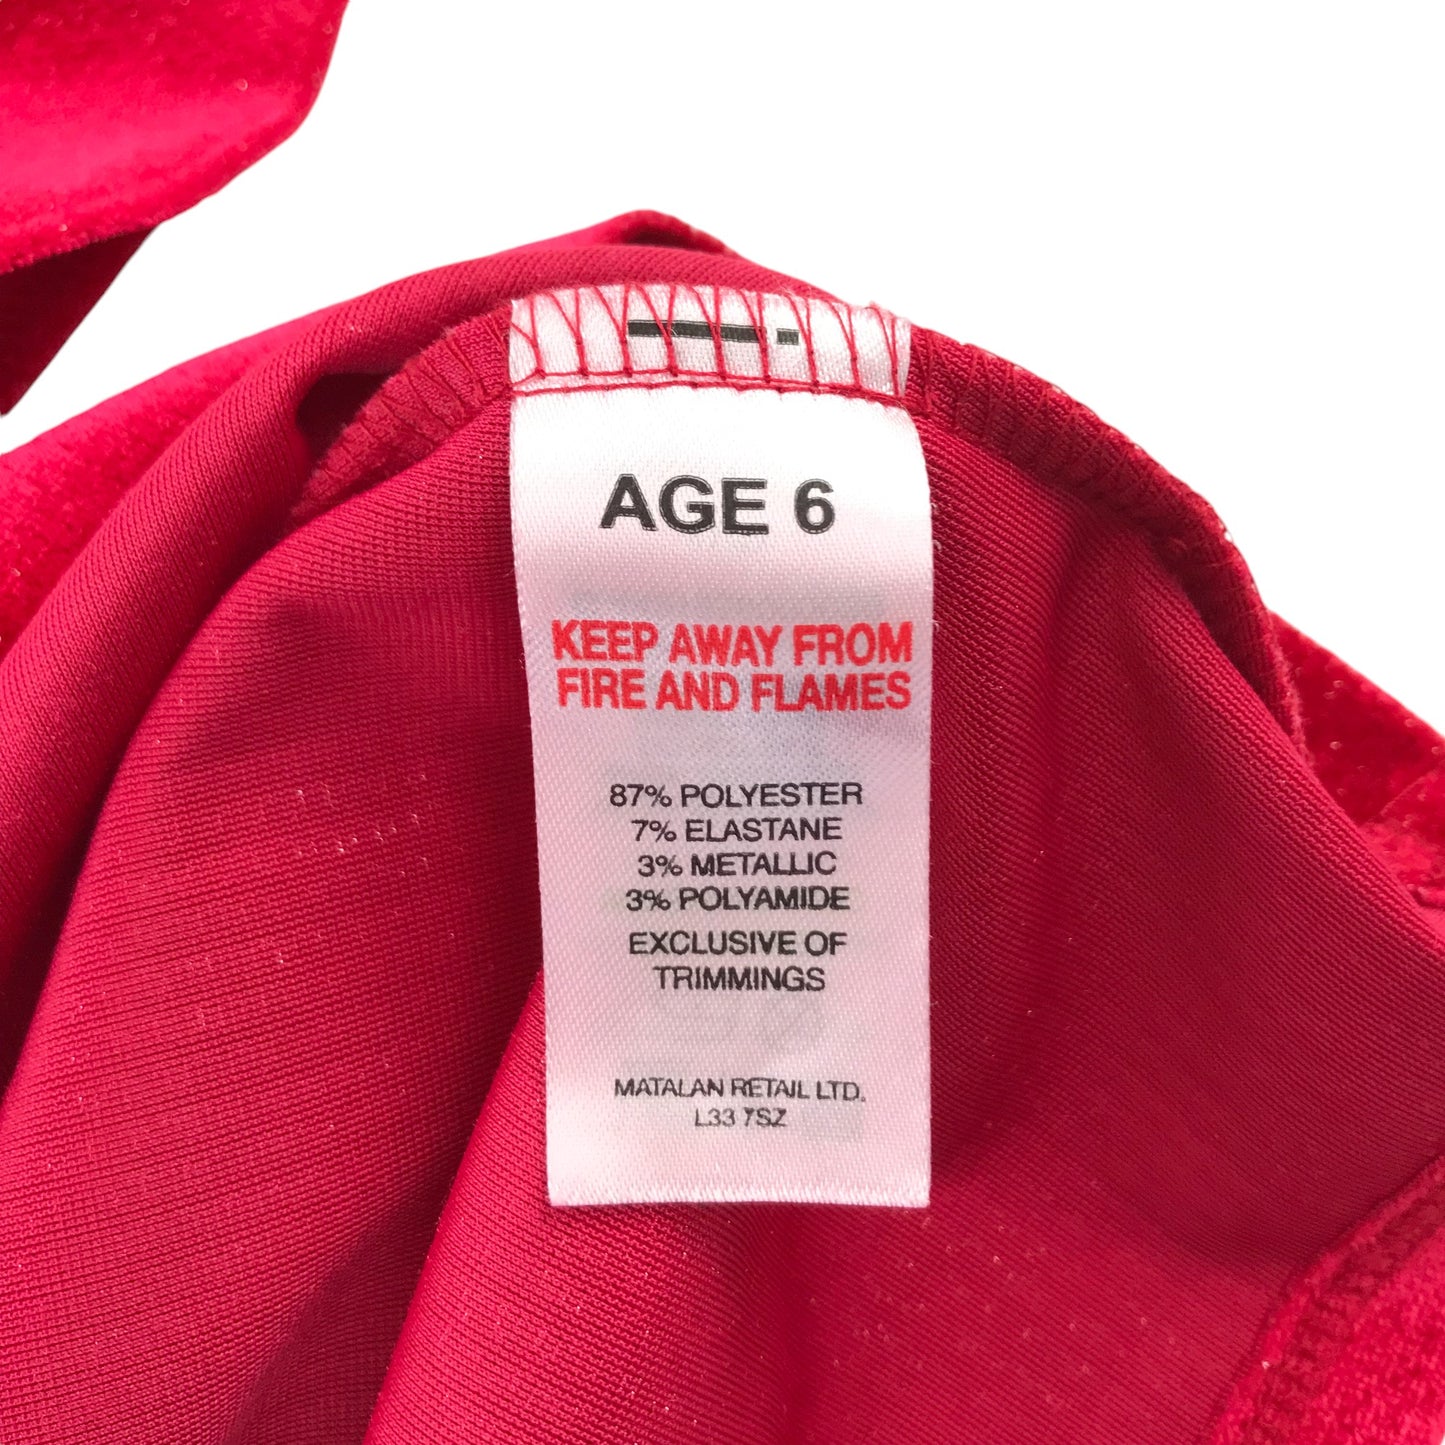 AGE 6
KEEP AWAY FROM
FIRE AND FLAMES
87% POLYESTER
7% ELASTANE
3% METALLIC
3% POLYAMIDE
EXCLUSIVE OF
TRIMMINGS
MATALAN RETAIL LTD.
L33 7SZ